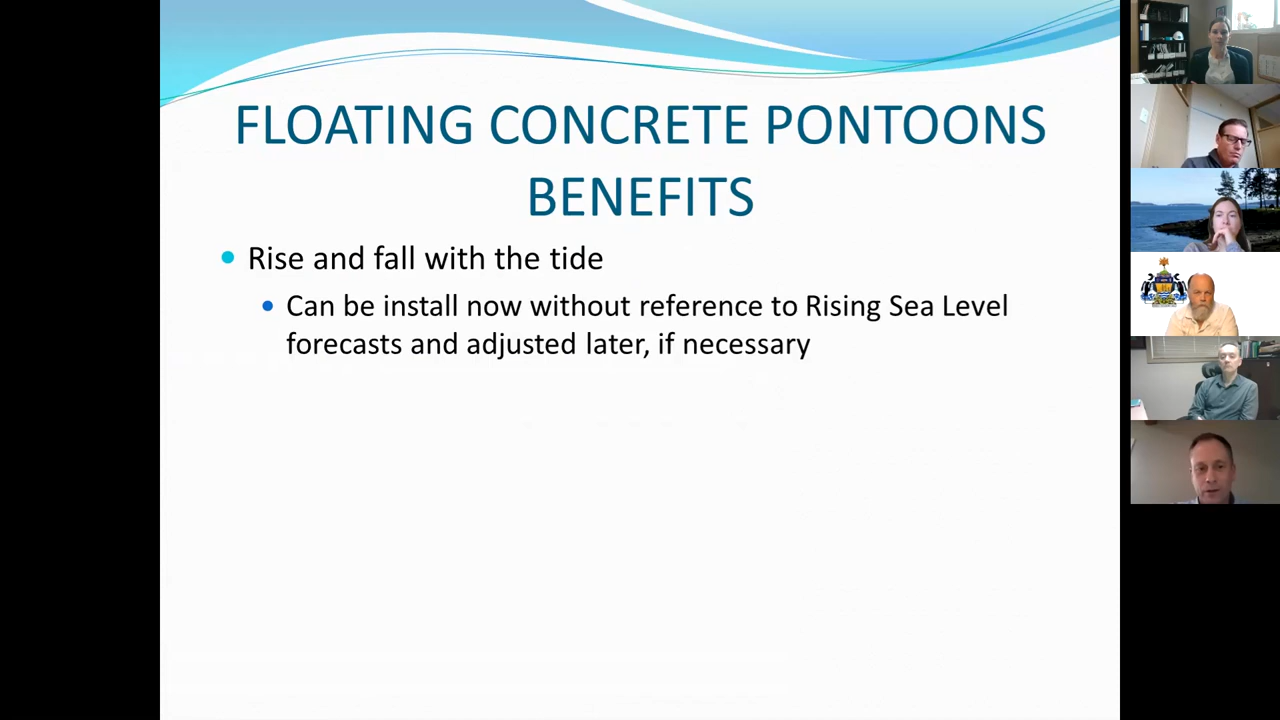 FLOATING CONCRETE PONTOONS
BENEFITS
Rise and fall with the tide
Can be install now without reference to Rising Sea Level
forecasts and adjusted later, if necessary